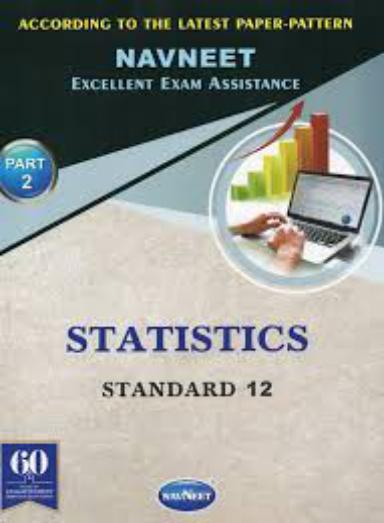 ACCORDING TO THE LATEST PAPER-PATTERN
NAVNEET
EXCELLENT EXAM ASSISTANCE
PART
2
STATISTICS
STANDARD 12
60
NAVNEET